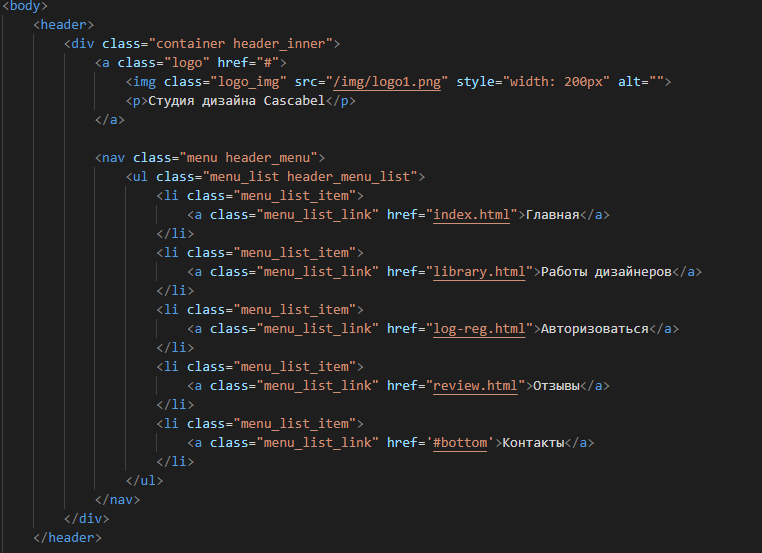 <body>
<header>
<div class="container header_inner">
<a class="logo" href="#">
<img class="logo_img" src="/img/logo1.png" style="width: 200px" alt="">
<p>Студия дизайна Cascabel</p>
</a>
<nav class="menu header_menu">
<ul class="menu_list header_menu_list">
<li class="menu_list_item">
<a class="menu_list_link" href="index.html">Главная</a>
</li>
<li class="menu_list_item">
<a class="menu_list_link" href="library.html">Работы дизайнеров</a>
</li>
<li class="menu_list_item">
<a class="menu_list_link" href="log-reg.html">Авторизоваться</a>
</li>
<li class="menu_list_item">
<a class="menu_list_link" href="review.html">Отзывы</a>
</li>
<li class="menu_list_item">
<a class="menu_list_link" href='#bottom'>Контакты</a>
</li>
</ul>
</nav>
</div>
</header>